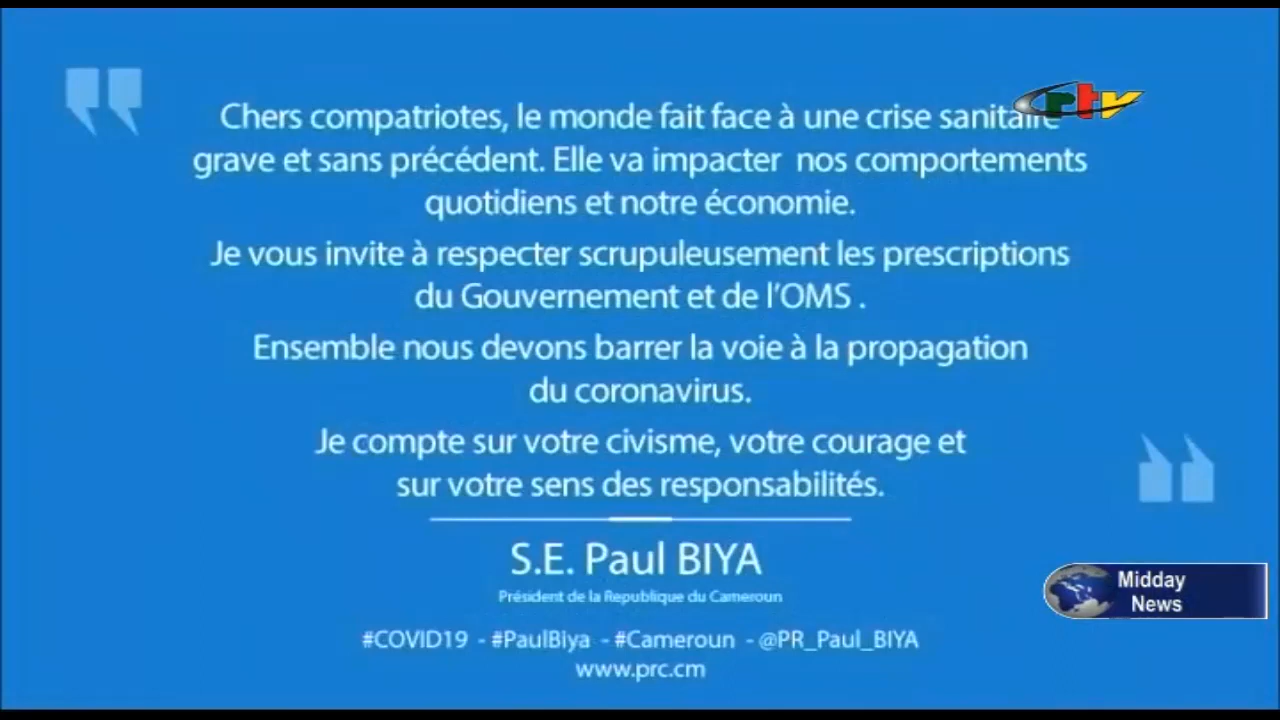 crtv
Chers compatriotes, le monde fait face à une crise sanitaire
grave et sans précédent. Elle va impacter nos comportements
quotidiens et notre économie.
Je vous invite à respecter scrupuleusement les prescriptions
du Gouvernement et de l'OMS .
Ensemble nous devons barrer la voie à la propagation
du coronavirus.
Je compte sur votre civisme, votre courage et
sur votre sens des responsabilités.
S.E. Paul BIYA
Président de la Republique du Cameroun
Midday
News
#COVID19 - #PaulBiya - #Cameroun - @PR_Paul_BIYA
www.prc.cm